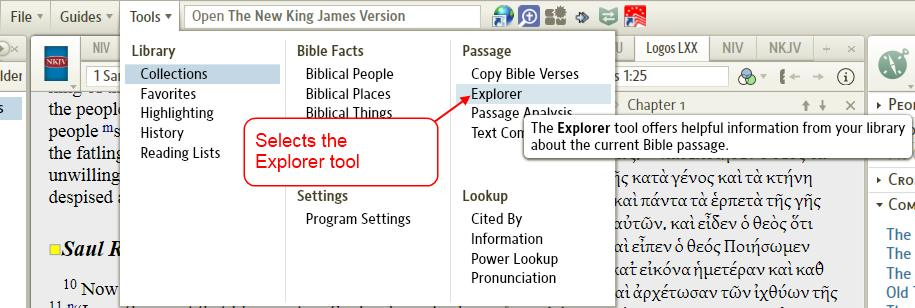 File Guides Tools Open The New King James Version
NKJV NIV Logos LXX NIV NKJV
1 Sa
s 1:25
Chapter 1
Library
Collections
Favorites
Highlighting
History
Reading Lists
Bible Facts
Biblical People
Biblical Places
Biblical Things
Settings
Program Settings
Passage
Copy Bible Verses
Explorer
Passage Analysis
Text Com
Lookup
Cited By
Information
Power Lookup
Pronunciation
Selects the
Explorer tool
The Explorer tool offers helpful information from your library
about the current Bible passage.
the people
people
the fatling
unwilling
despised a
Saul R
10 Now
κατὰ γένος καὶ τὰ κτήνη
καὶ πάντα τὰ ἑρπετὰ τῆς γῆς
αὐτῶν. καὶ εἶδεν ὁ θεὸς ὅτι
αὶ εἶπεν ὁ θεός Ποιήσωμεν
κατ̓ εἰκόνα ἡμετέραν καὶ καθ̓
αὶ ἀρχέτωσαν τῶν ἰχθύων τῆς
PEO
CRO
COM
The
The
Old T
The